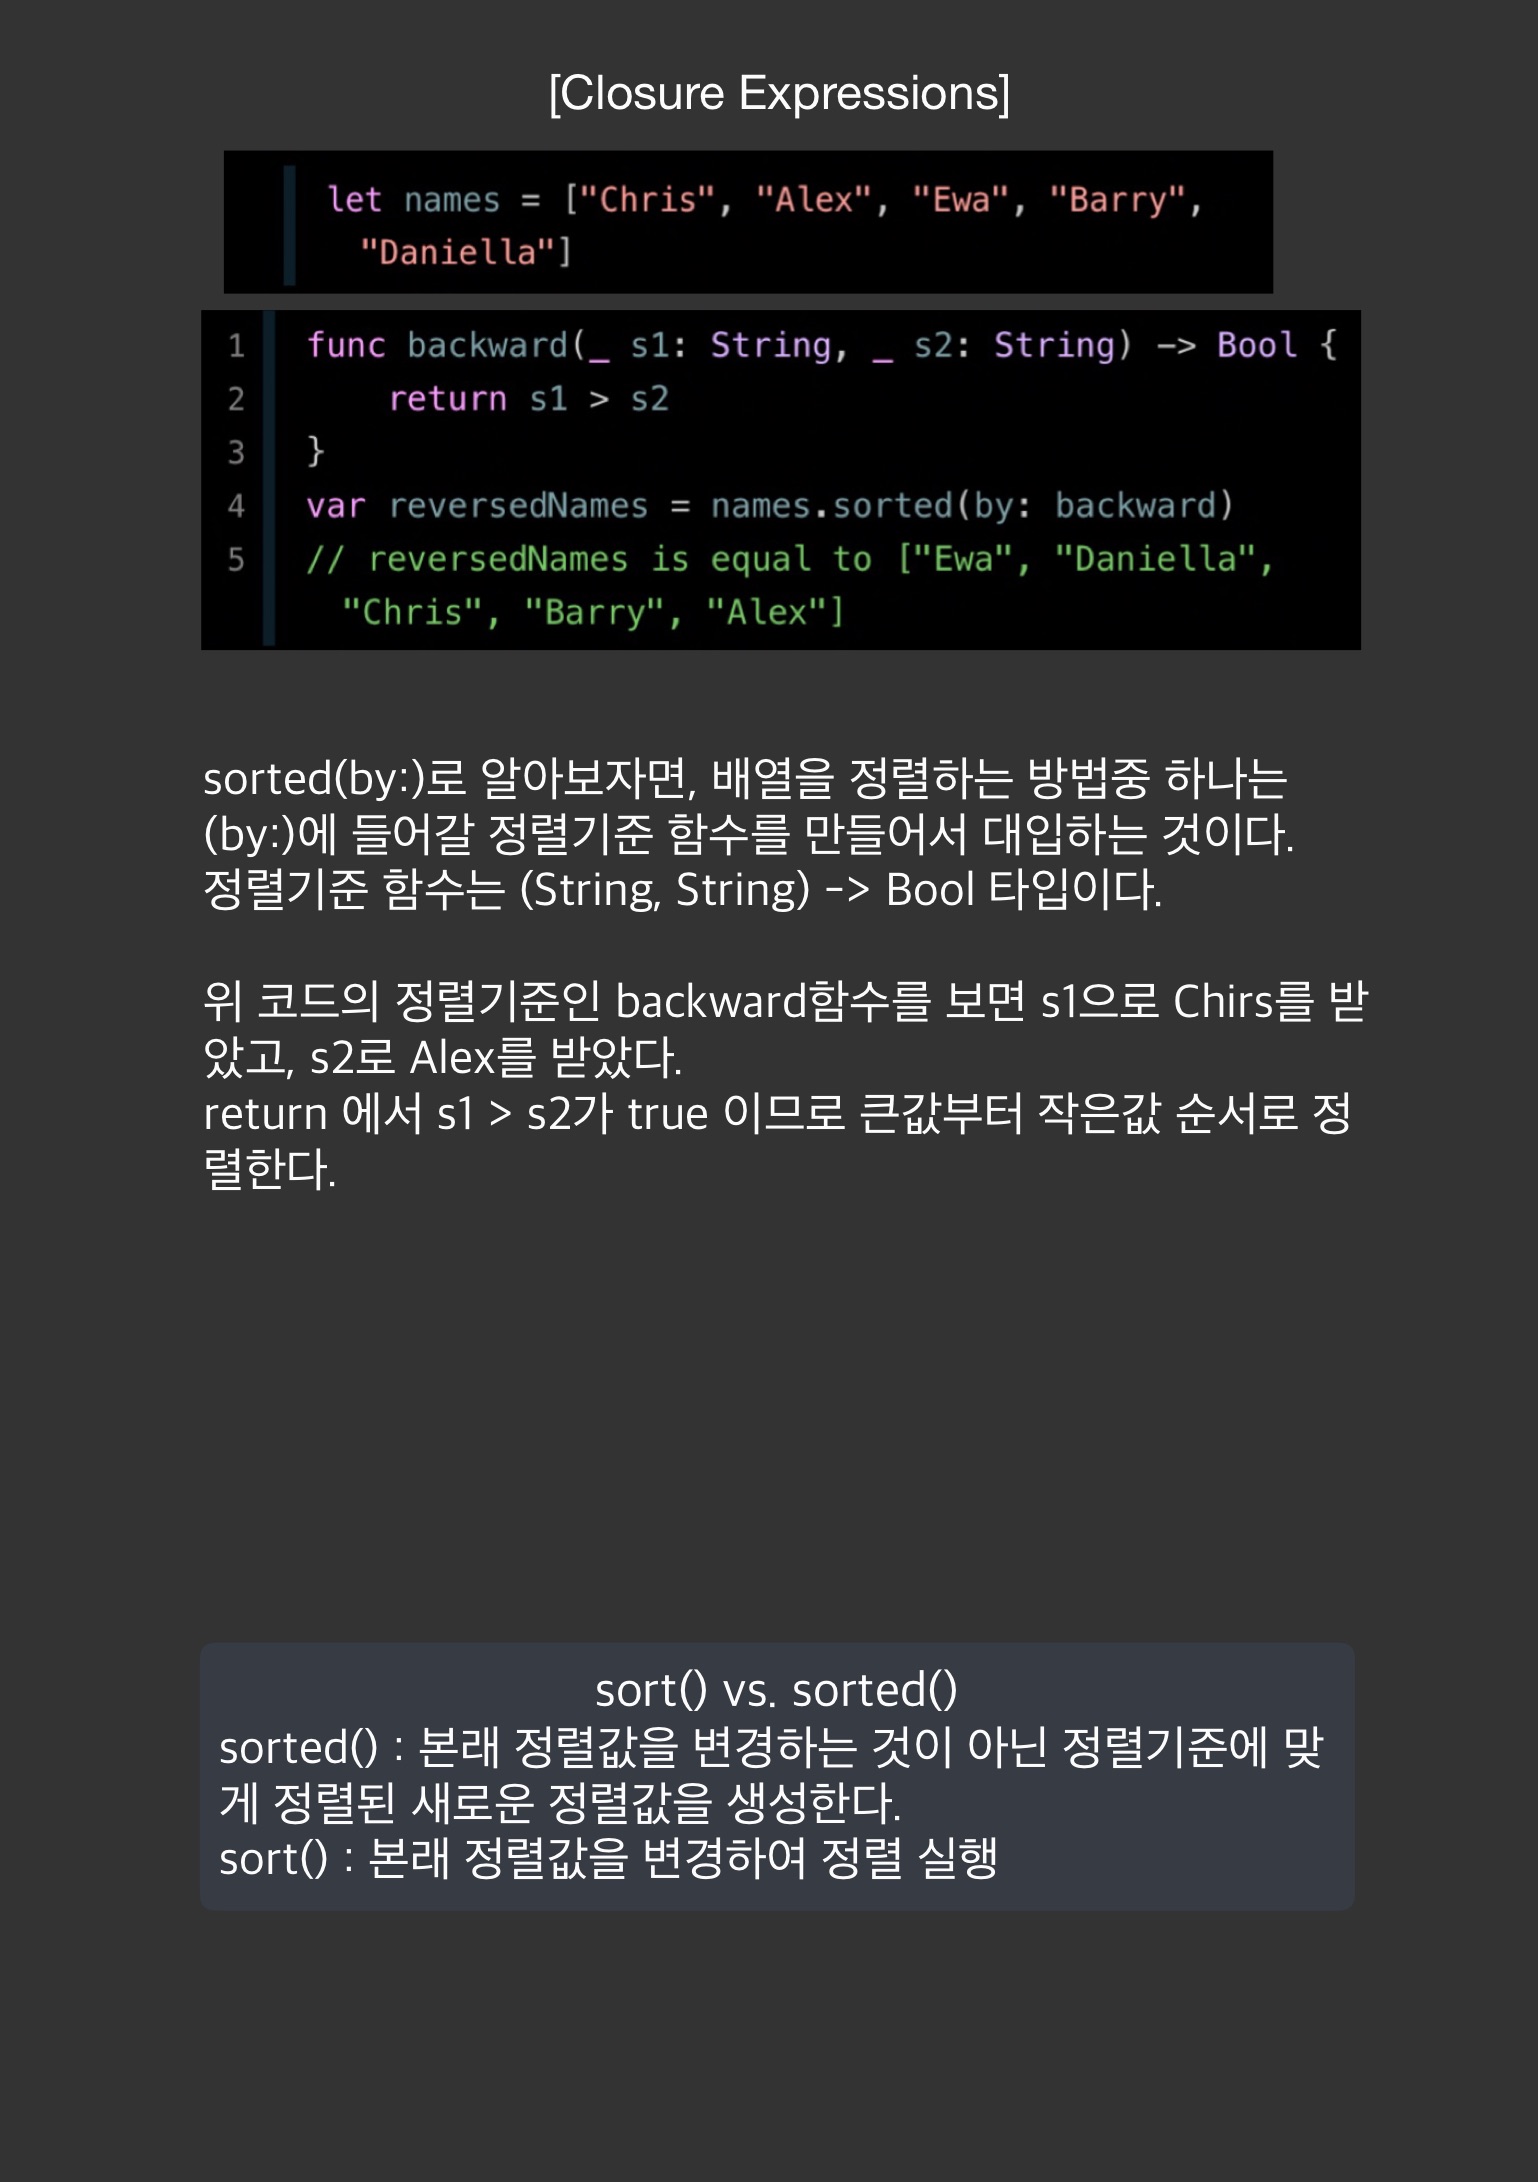 [Closure Expressions]
let names = ["Chris", "Alex", "Ewa", "Barry",
"Daniella"]
1 func backward(_ s1: String, _ s2: String) -> Bool {
2 return s1 > s2
3 }
4 var reversedNames = names.sorted(by: backward)
5 // reversedNames is equal to ["Ewa", "Daniella",
"Chris", "Barry", "Alex"]
sorted(by:)로 알아보자면, 배열을 정렬하는 방법중 하나는
(by:)에 들어갈 정렬기준 함수를 만들어서 대입하는 것이다.
정렬기준 함수는 (String, String) -> Bool 타입이다.
위 코드의 정렬기준인 backward함수를 보면 s1으로 Chirs를 받
았고, s2로 Alex를 받았다.
return 에서 s1 > s2가 true 이므로 큰값부터 작은값 순서로 정
렬한다.
sort() vs. sorted()
sorted() : 본래 정렬값을 변경하는 것이 아닌 정렬기준에 맞
게 정렬된 새로운 정렬값을 생성한다.
sort() : 본래 정렬값을 변경하여 정렬 실행